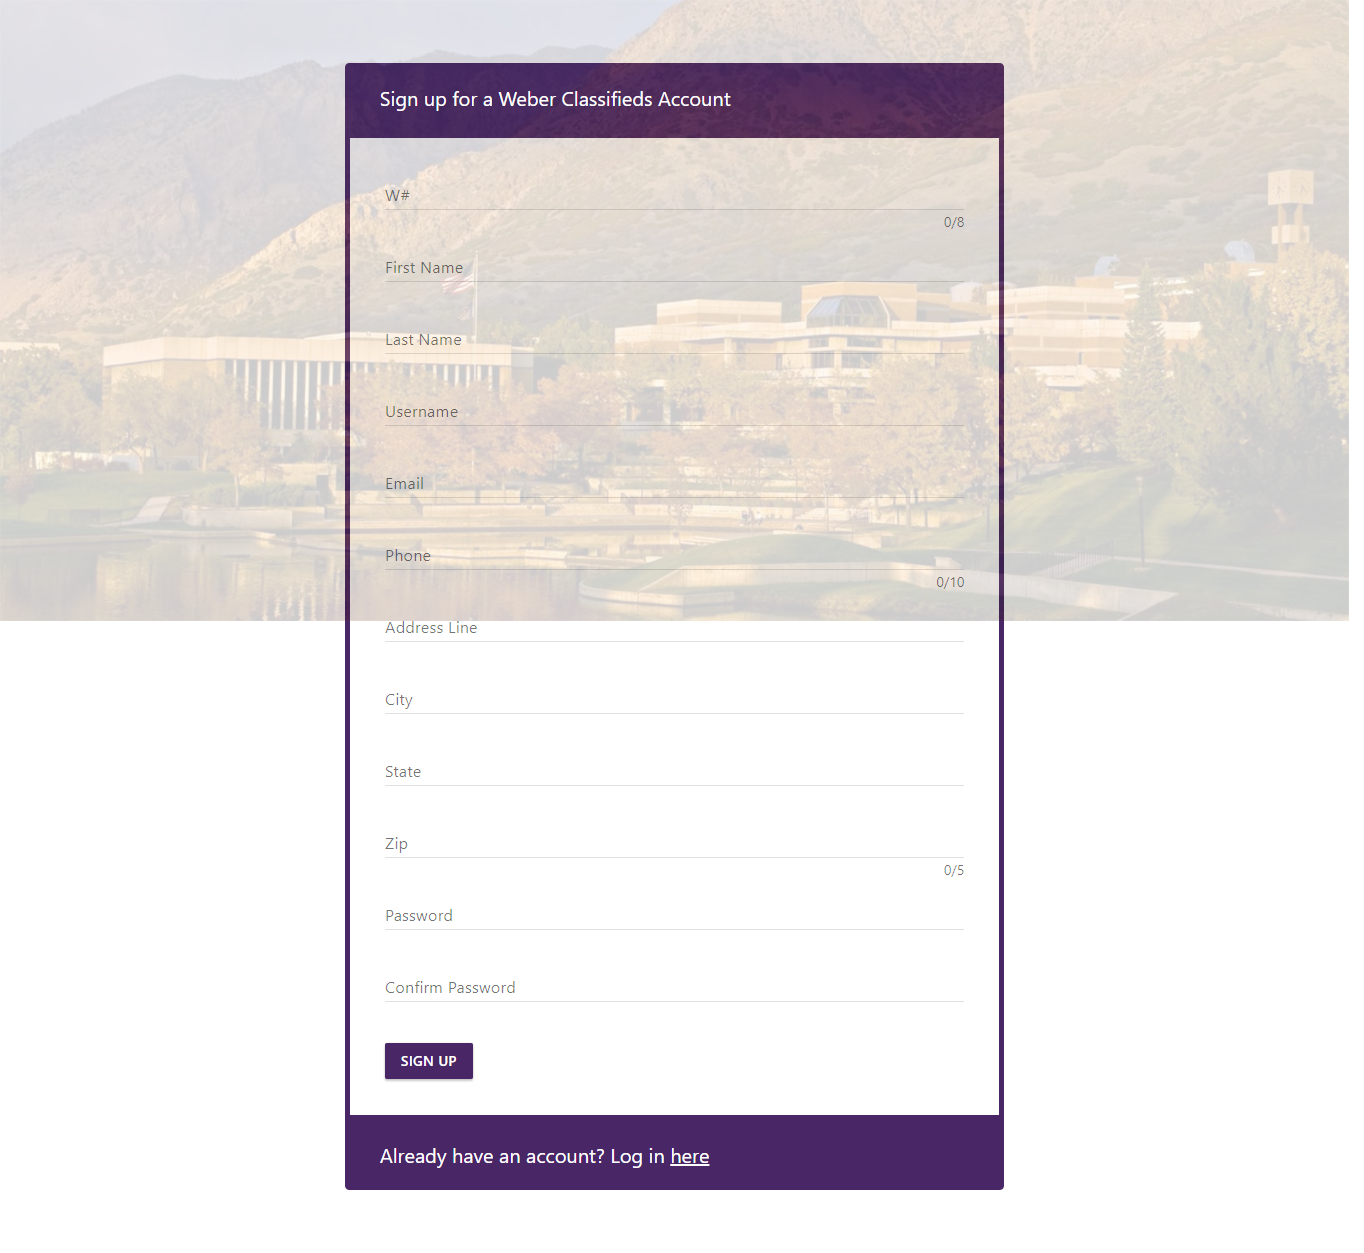 Sign up for a Weber Classifieds Account
W#
0/8
First Name
Last Name
Username
Email
Phone
0/10
Address Line
City
State
Zip
0/5
Password
Confirm Password
SIGN UP
Already have an account? Log in here